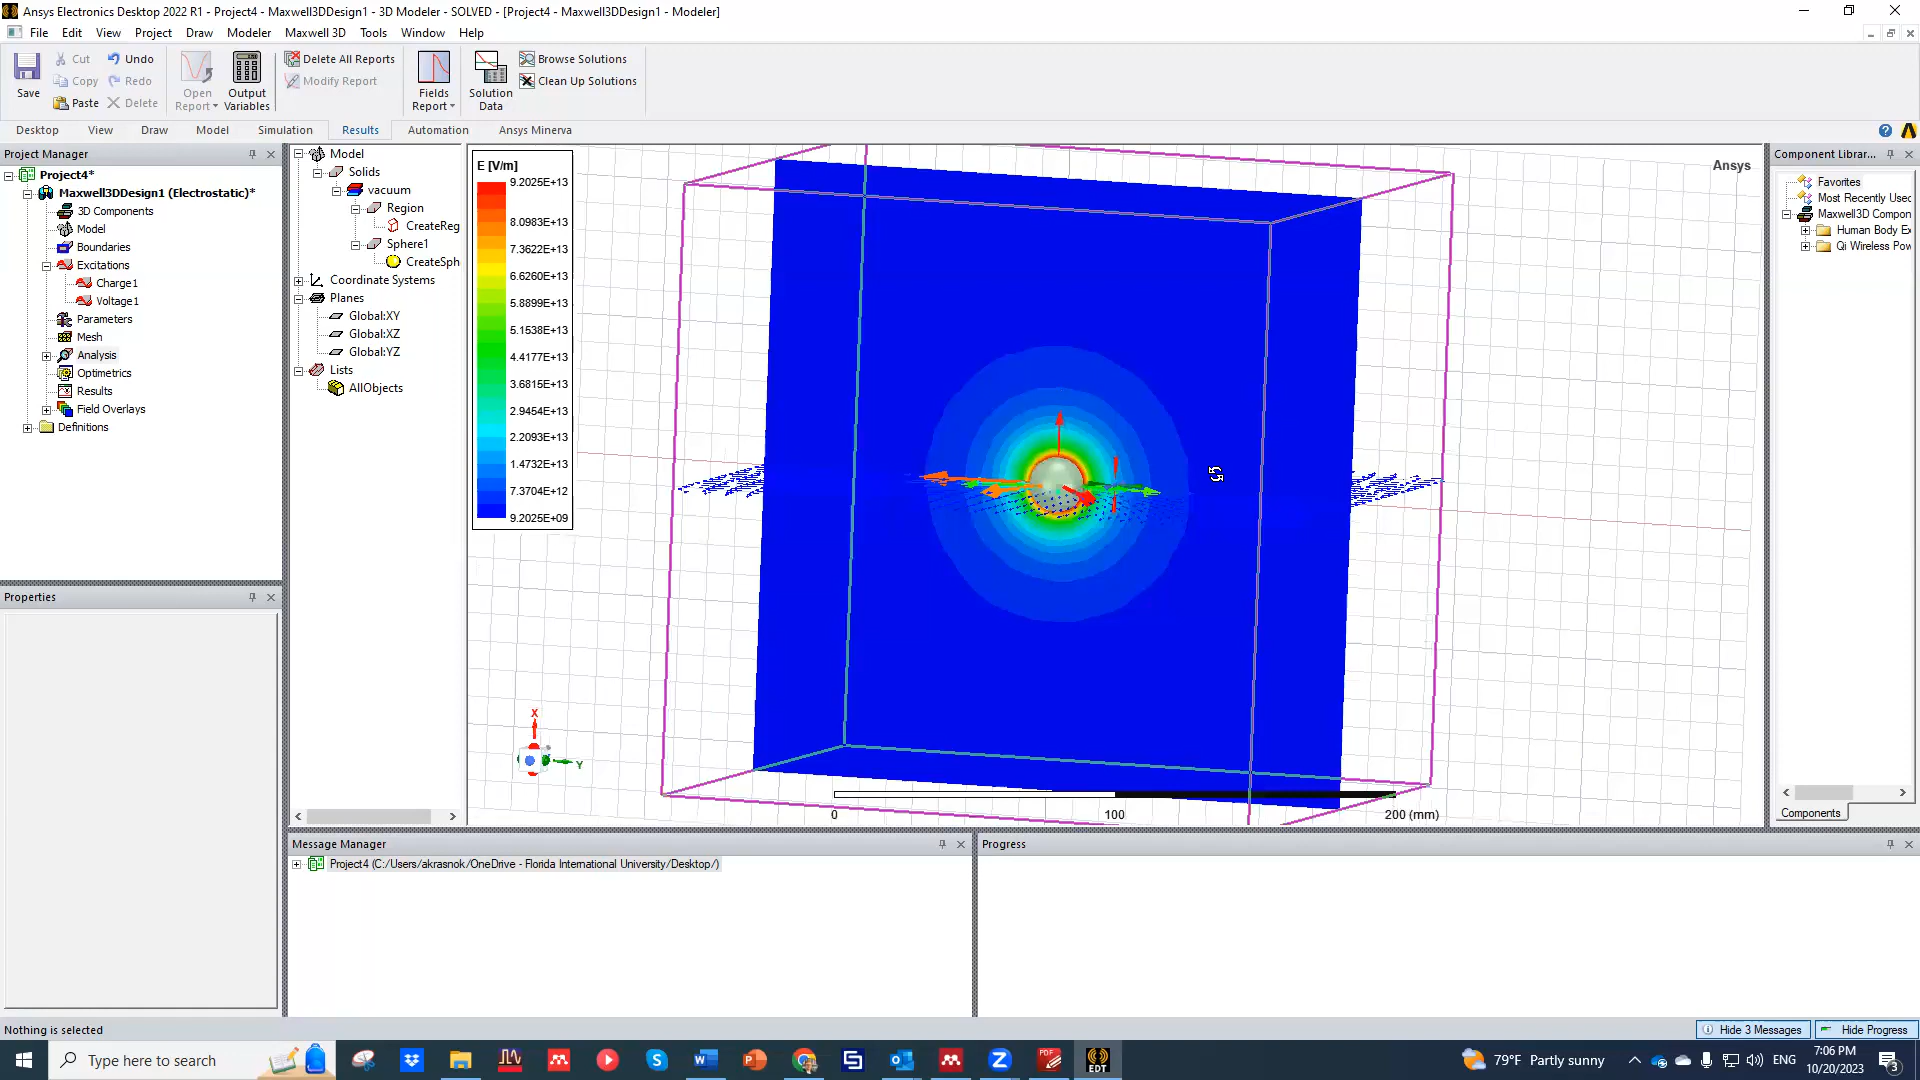 Ansys Electronics Desktop 2022 R1 - Project4 - Maxwell3DDesign1 - 3D Modeler - SOLVED - [Project4 - Maxwell3DDesign1 - Modeler]
File Edit View Project Draw Modeler Maxwell 3D Tools Window Help
Save
Cut
Copy
Paste
Undo
Redo
Delete
Open Report
Output Variables
Delete All Reports
Modify Report
Fields Report
Solution Data
Browse Solutions
Clean Up Solutions
Desktop View Draw Model Simulation Results Automation Ansys Minerva
Project Manager
Project4*
Maxwell3DDesign1 (Electrostatic)*
3D Components
Model
Boundaries
Excitations
Charge1
Voltage1
Parameters
Mesh
Analysis
Optimetrics
Results
Field Overlays
Definitions
Properties
Model
Solids
vacuum
Region
CreateReg
Sphere1
CreateSph
Coordinate Systems
Planes
Global:XY
Global:XZ
Global:YZ
Lists
AllObjects
E [V/m]
9.2025E+13
8.0983E+13
7.3622E+13
6.6260E+13
5.8899E+13
5.1538E+13
4.4177E+13
3.6815E+13
2.9454E+13
2.2093E+13
1.4732E+13
7.3704E+12
9.2025E+09
Ansys
X
Y
0 100 200 (mm)
Component Librar...
Favorites
Most Recently Used
Maxwell3D Compon
Human Body Ex
Qi Wireless Pow
Components
Message Manager
Project4 (C:/Users/akrasnok/OneDrive - Florida International University/Desktop/)
Progress
Nothing is selected
Hide 3 Messages
Hide Progress
Type here to search
EDT
79°F Partly sunny
ENG
7:06 PM
10/20/2023
3